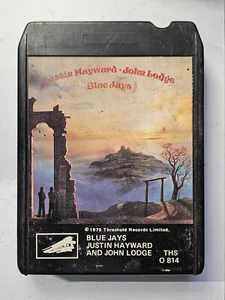 Justin Hayward · John Lodge
Blue Jays
© 1975 Threshold Records Limited.
BLUE JAYS
JUSTIN HAYWARD
AND JOHN LODGE
THS
0 814